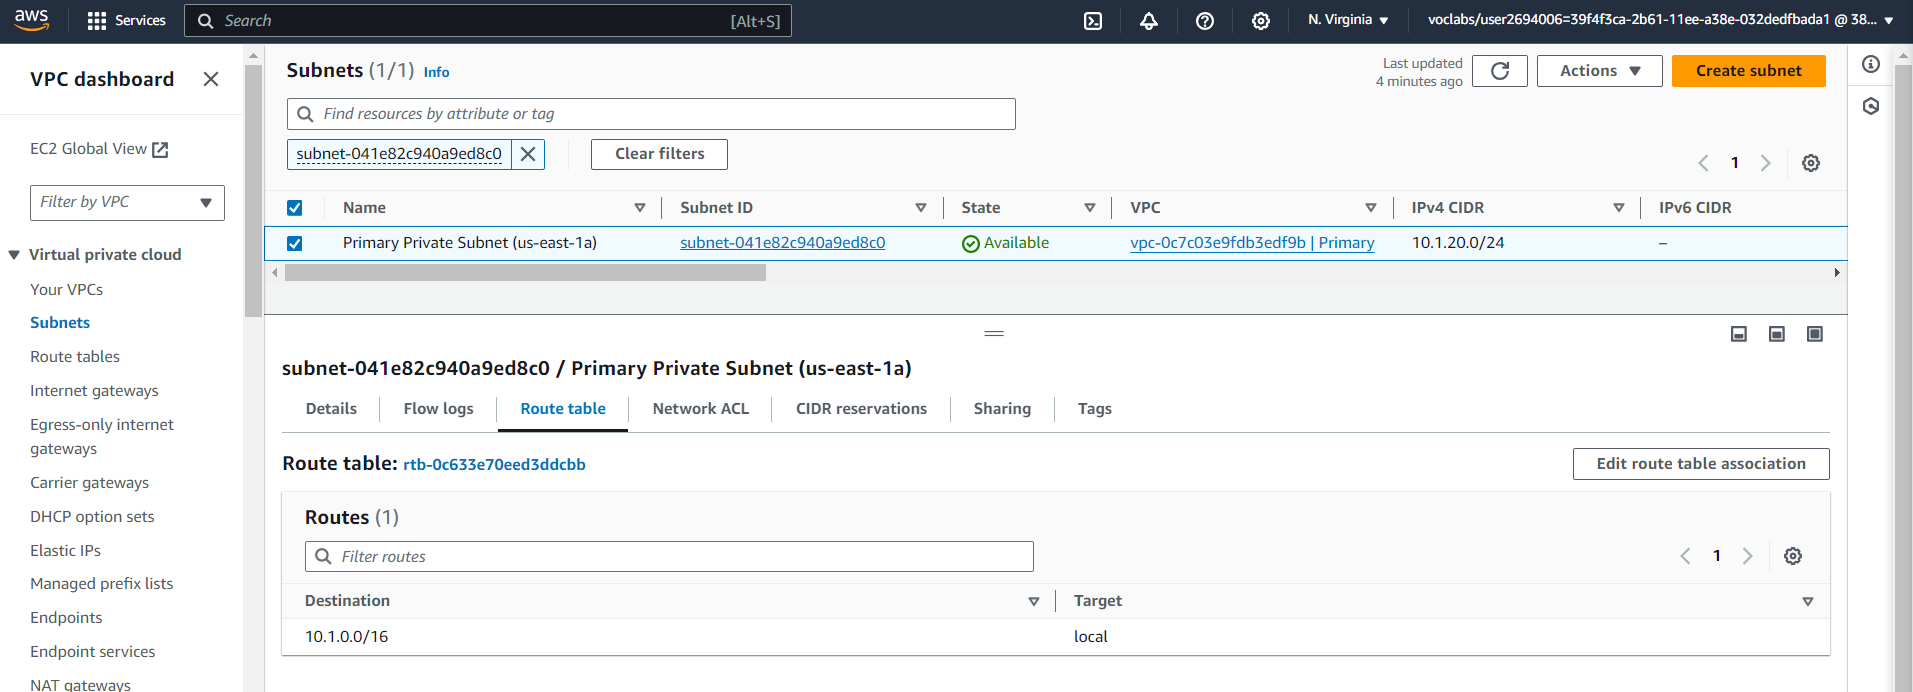 aws Services Search [Alt+S] N. Virginia voclabs/user2694006=39f4f3ca-2b61-11ee-a38e-032dedfbada1 @ 38...
VPC dashboard
EC2 Global View
Filter by VPC
Virtual private cloud
Your VPCs
Subnets
Route tables
Internet gateways
Egress-only internet
gateways
Carrier gateways
DHCP option sets
Elastic IPs
Managed prefix lists
Endpoints
Endpoint services
NAT gateways
Subnets (1/1) Info
Last updated
4 minutes ago
Actions
Create subnet
Find resources by attribute or tag
subnet-041e82c940a9ed8c0
Clear filters
1
Name Subnet ID State VPC IPv4 CIDR IPv6 CIDR
Primary Private Subnet (us-east-1a) subnet-041e82c940a9ed8c0 Available vpc-0c7c03e9fdb3edf9b | Primary 10.1.20.0/24 –
subnet-041e82c940a9ed8c0 / Primary Private Subnet (us-east-1a)
Details Flow logs Route table Network ACL CIDR reservations Sharing Tags
Route table: rtb-0c633e70eed3ddcbb
Edit route table association
Routes (1)
Filter routes
1
Destination Target
10.1.0.0/16 local